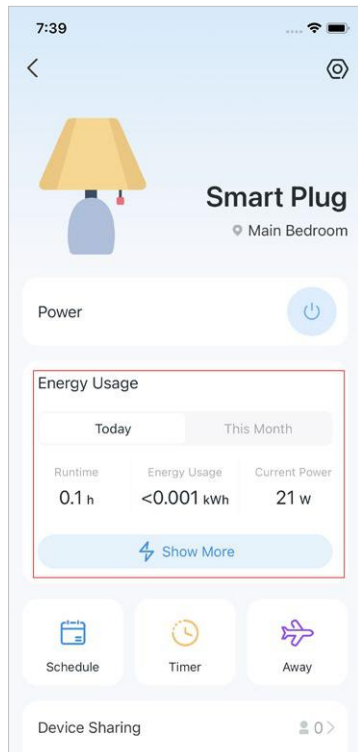 7:39
Smart Plug
Main Bedroom
Power
Energy Usage
Today This Month
Runtime Energy Usage Current Power
0.1 h <0.001 kWh 21 w
Show More
Schedule Timer Away
Device Sharing 0